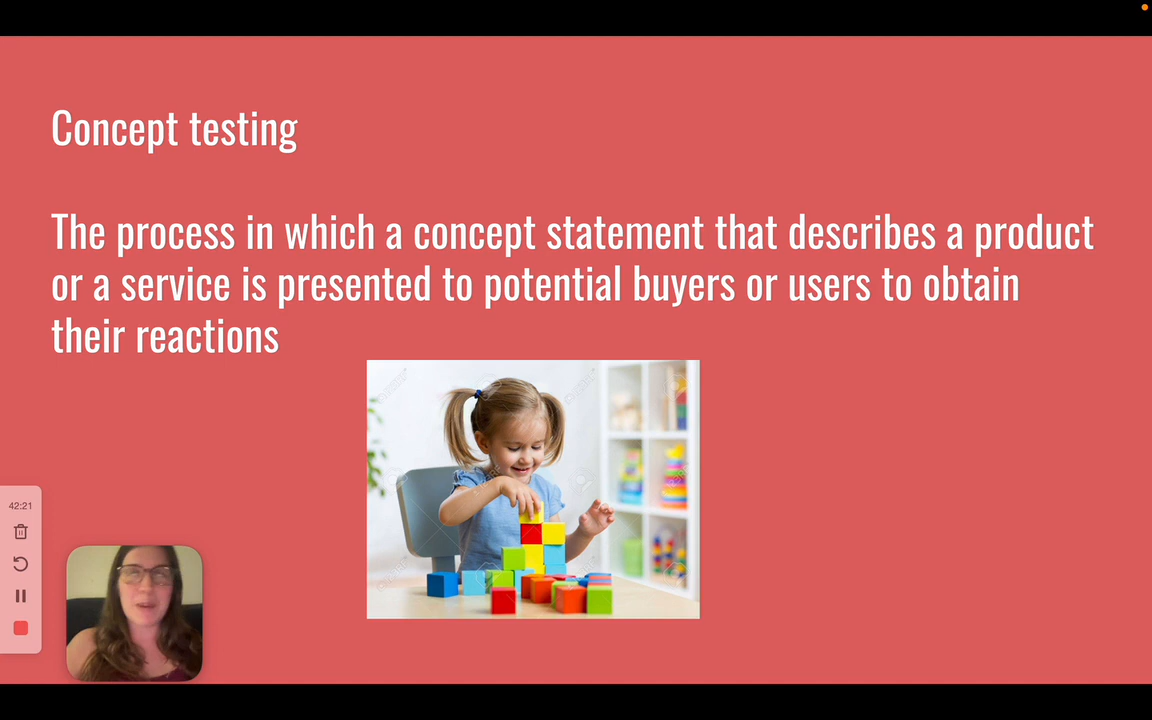 Concept testing
The process in which a concept statement that describes a product
or a service is presented to potential buyers or users to obtain
their reactions
42:21